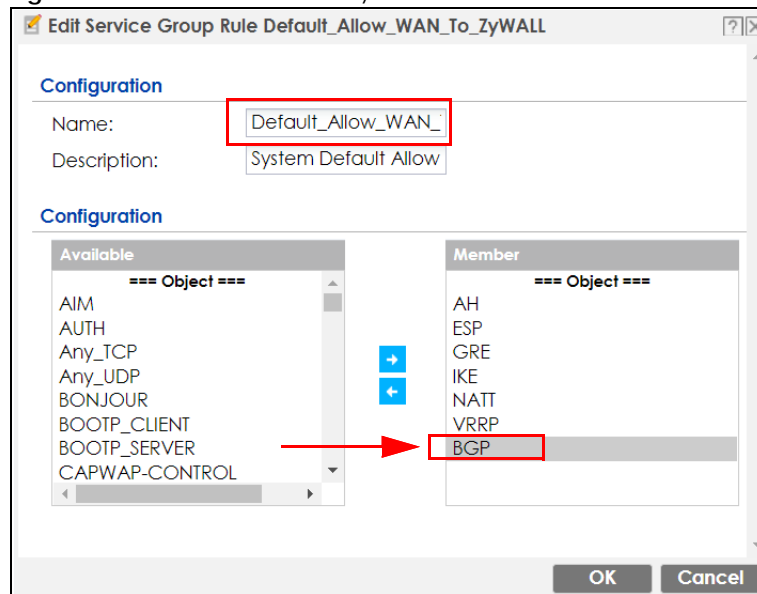 Edit Service Group Rule Default_Allow_WAN_To_ZyWALL
Configuration
Name: Default_Allow_WAN_
Description: System Default Allow
Configuration
Available
=== Object ===
AIM
AUTH
Any_TCP
Any_UDP
BONJOUR
BOOTP_CLIENT
BOOTP_SERVER
CAPWAP-CONTROL
Member
=== Object ===
AH
ESP
GRE
IKE
NATT
VRRP
BGP
OK Cancel